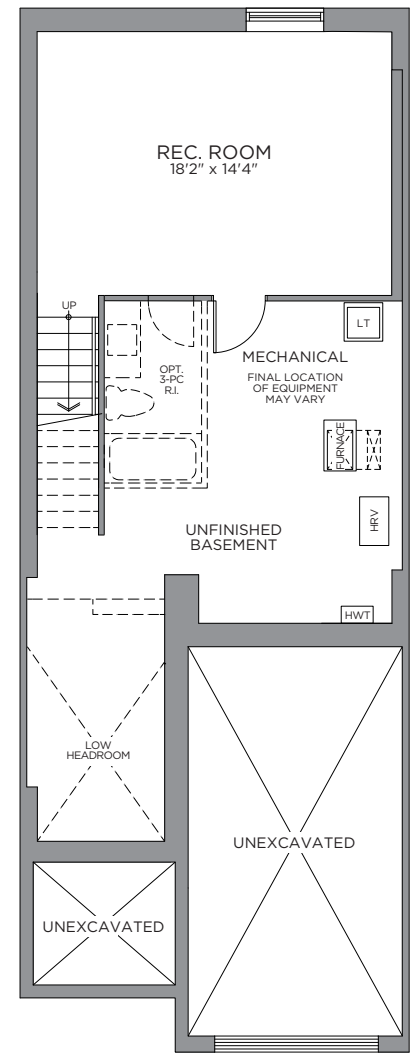 REC. ROOM
18'2" x 14'4"
UP
LT
OPT.
3-PC
R.I.
MECHANICAL
FINAL LOCATION
OF EQUIPMENT
MAY VARY
FURNACE
HRV
UNFINISHED
BASEMENT
HWT
LOW
HEADROOM
UNEXCAVATED
UNEXCAVATED